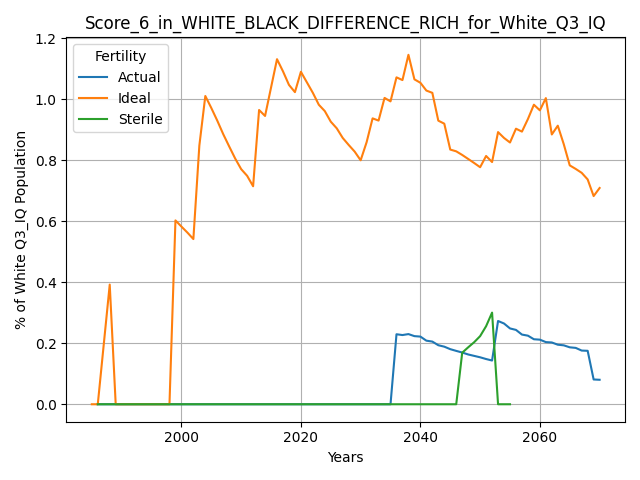 Score_6_in_WHITE_BLACK_DIFFERENCE_RICH_for_White_Q3_IQ
Fertility
Actual
Ideal
Sterile
% of White Q3_IQ Population
1.2
1.0
0.8
0.6
0.4
0.2
0.0
2000
2020
2040
2060
Years